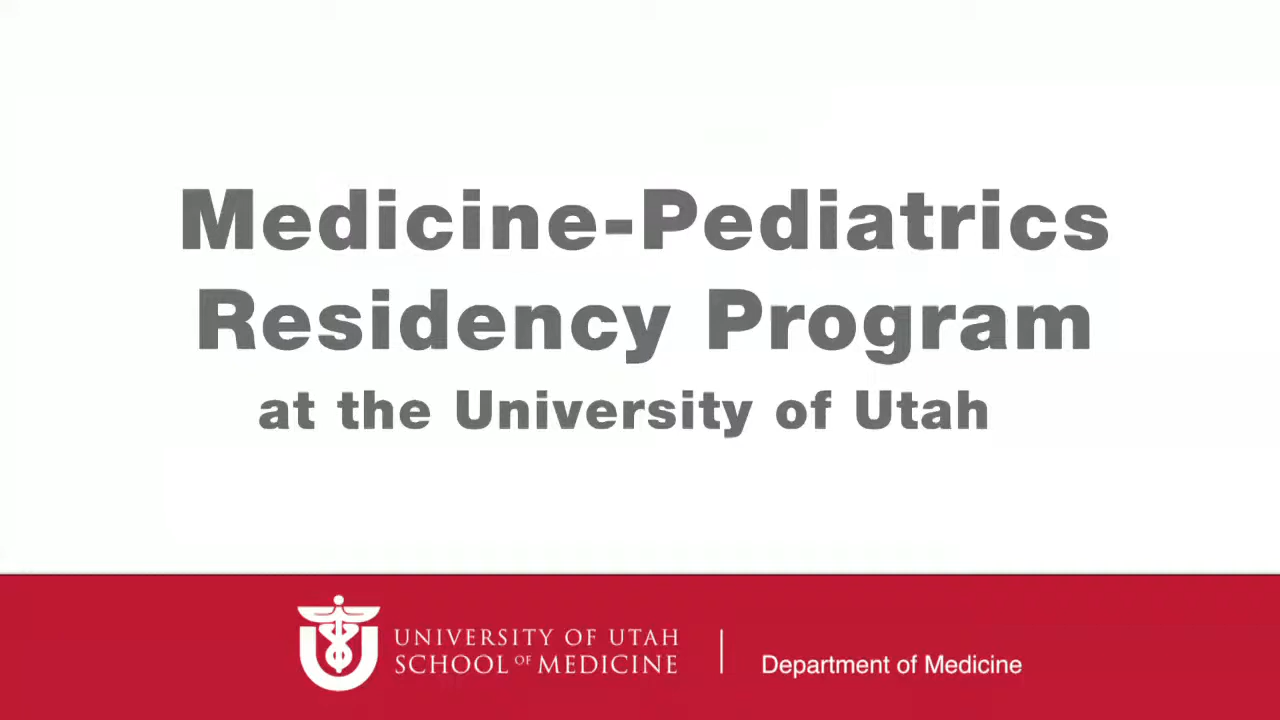 Medicine-Pediatrics
Residency Program
at the University of Utah
UNIVERSITY OF UTAH
SCHOOL OF MEDICINE
Department of Medicine